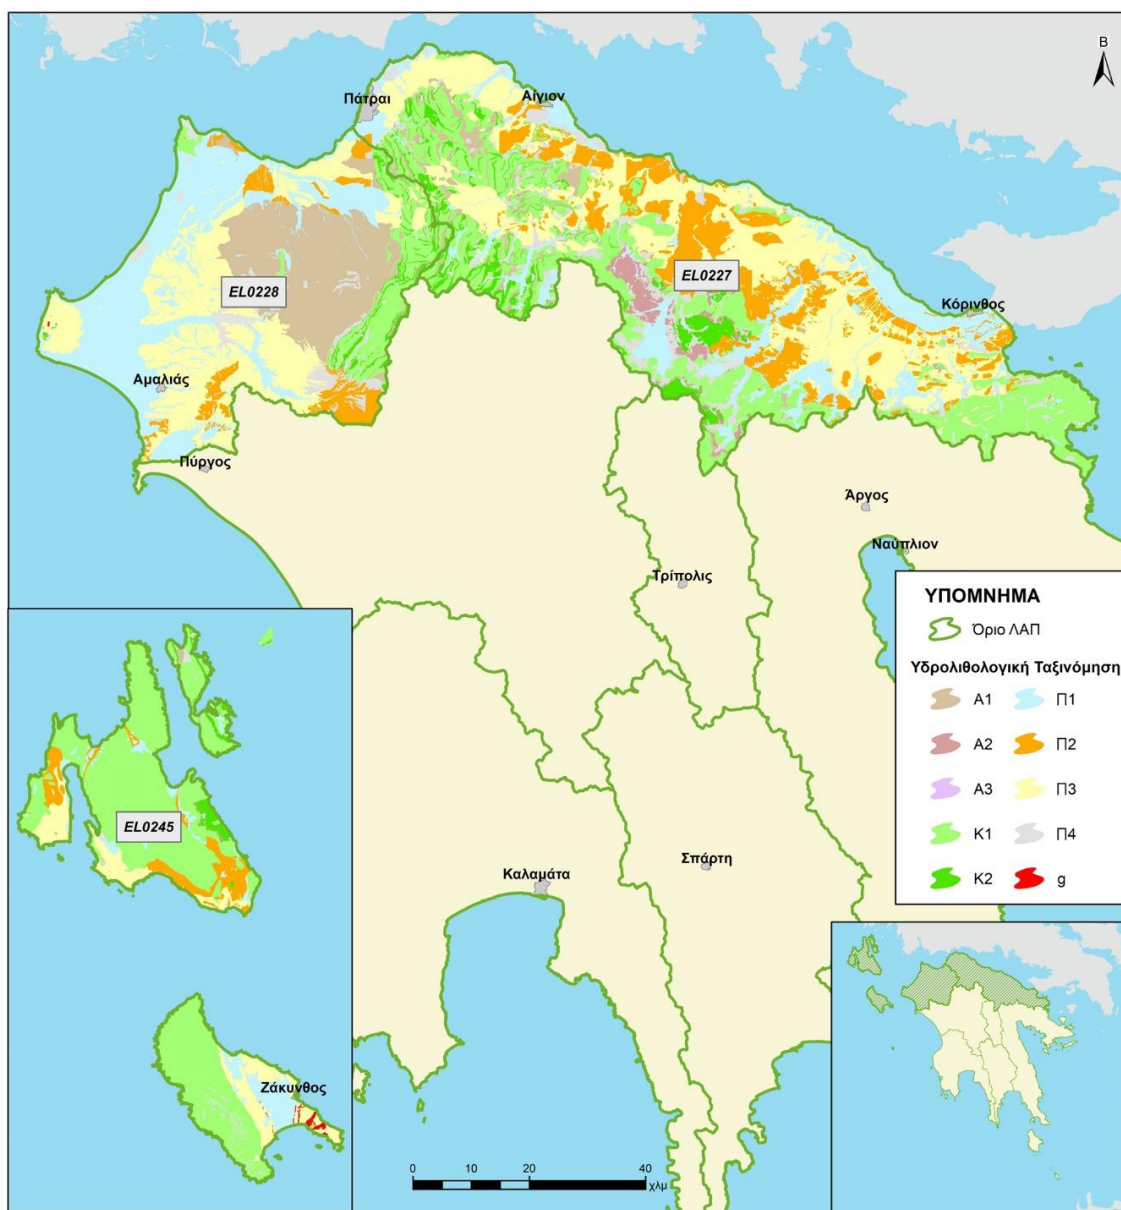 Β
Πάτραι
Αίγιον
EL0228
EL0227
Κόρινθος
Αμαλιάς
Πύργος
Άργος
Ναύπλιον
Τρίπολις
ΥΠΟΜΝΗΜΑ
Όριο ΛΑΠ
Υδρολιθολογική Ταξινόμηση
Α1
Π1
Α2
Π2
Α3
Π3
Κ1
Π4
Κ2
g
EL0245
Σπάρτη
Καλαμάτα
Ζάκυνθος
0 10 20 40
χλμ